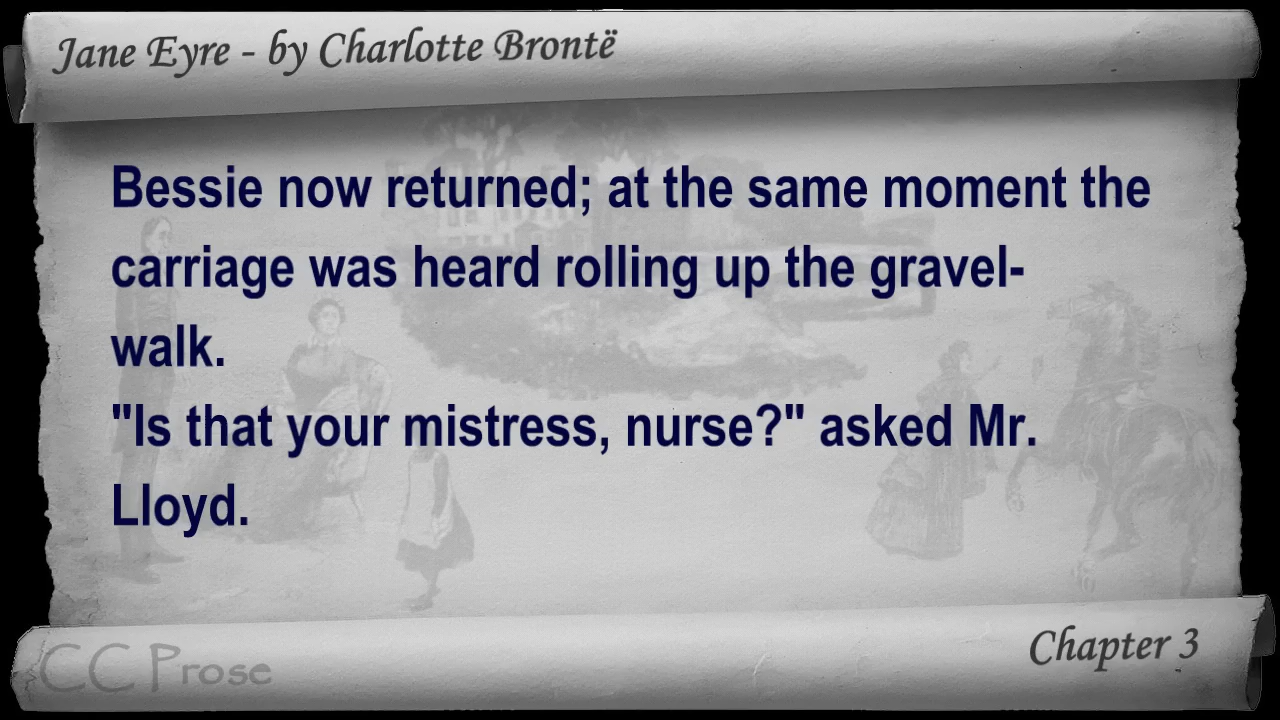 Jane Eyre - by Charlotte Brontë
Bessie now returned; at the same moment the
carriage was heard rolling up the gravel-
walk.
"Is that your mistress, nurse?" asked Mr.
Lloyd.
CC Prose
Chapter 3